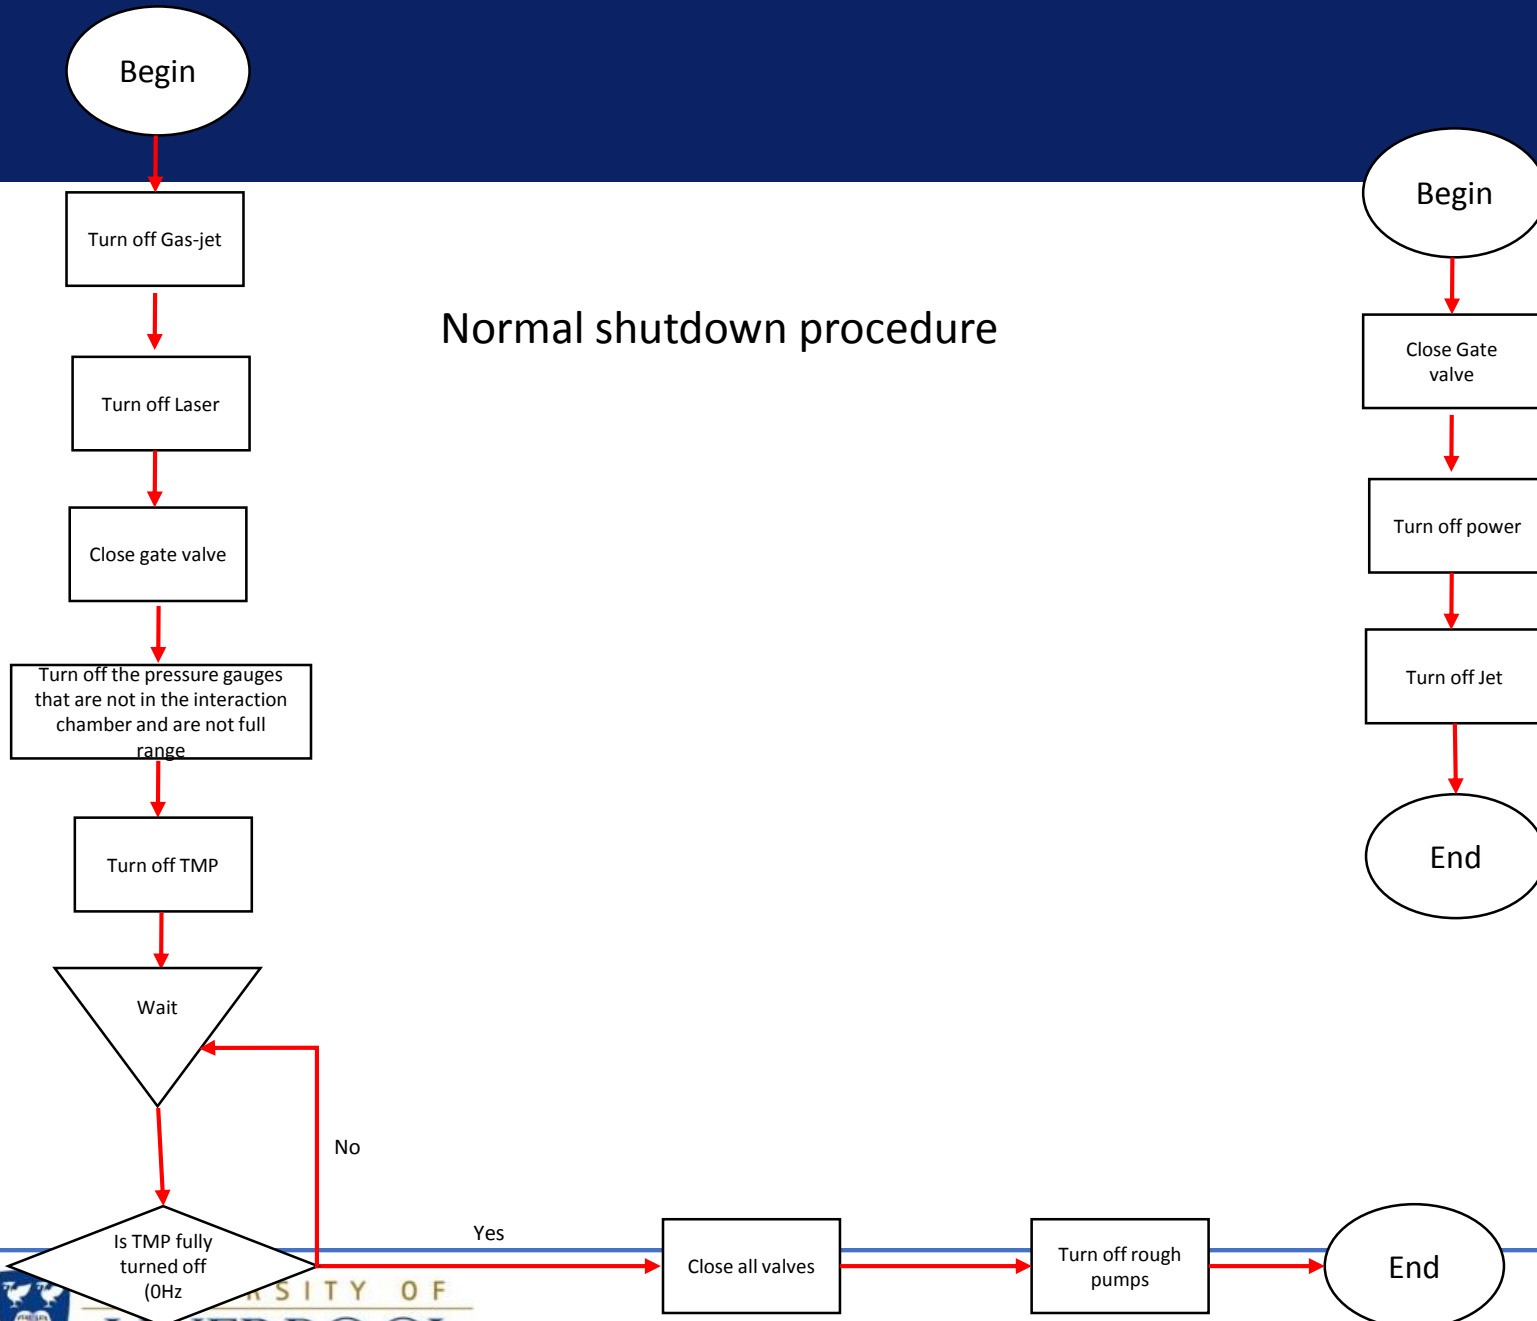 Begin
Turn off Gas-jet
Normal shutdown procedure
Turn off Laser
Close gate valve
Turn off the pressure gauges
that are not in the interaction
chamber and are not full
range
Turn off TMP
Wait
No
Is TMP fully
turned off
(0Hz
Yes
Close all valves
Turn off rough
pumps
End
Begin
Close Gate
valve
Turn off power
Turn off Jet
End
SITY OF